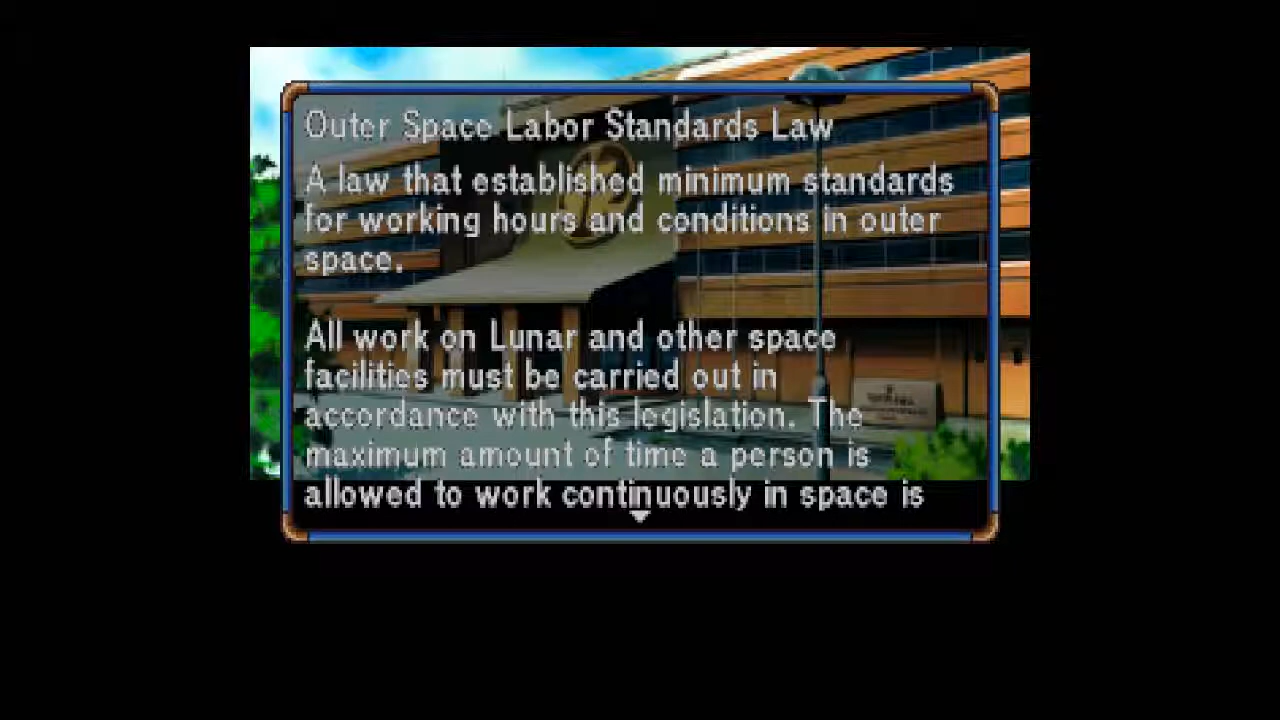 Outer Space Labor Standards Law
A law that established minimum standards
for working hours and conditions in outer
space.
All work on Lunar and other space
facilities must be carried out in
accordance with this legislation. The
maximum amount of time a person is
allowed to work continuously in space is